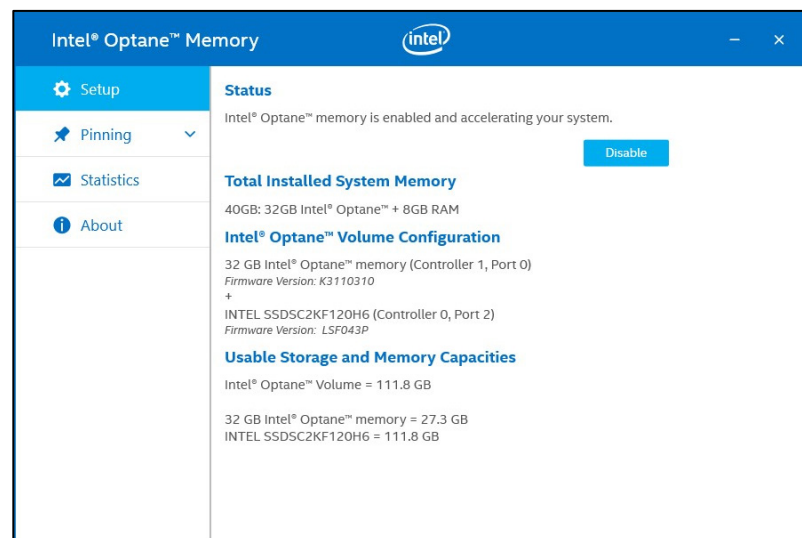 Intel® Optane™ Memory
intel
Setup
Pinning
Statistics
About
Status
Intel® Optane™ memory is enabled and accelerating your system.
Disable
Total Installed System Memory
40GB: 32GB Intel® Optane™ + 8GB RAM
Intel® Optane™ Volume Configuration
32 GB Intel® Optane™ memory (Controller 1, Port 0)
Firmware Version: K3110310
+
INTEL SSDSC2KF120H6 (Controller 0, Port 2)
Firmware Version: LSF043P
Usable Storage and Memory Capacities
Intel® Optane™ Volume = 111.8 GB
32 GB Intel® Optane™ memory = 27.3 GB
INTEL SSDSC2KF120H6 = 111.8 GB